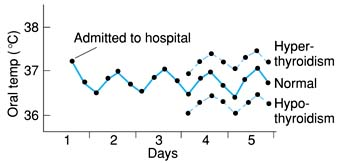 Oral temp (°C)
38
37
36
Admitted to hospital
Hyper-
thyroidism
Normal
Hypo-
thyroidism
1 2 3 4 5
Days